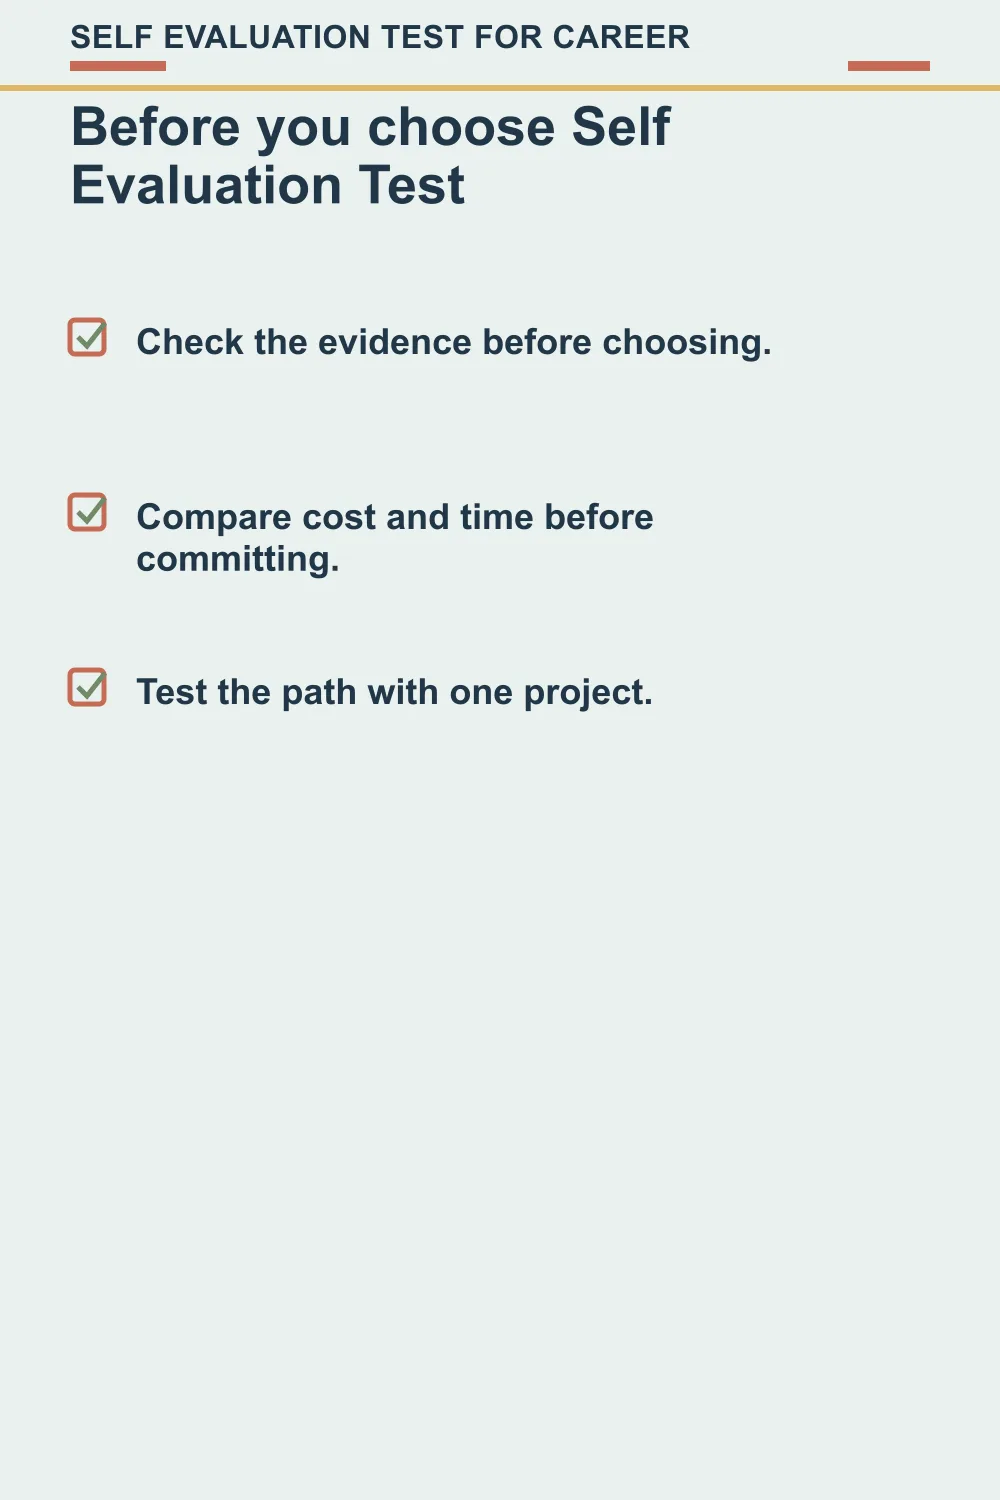 SELF EVALUATION TEST FOR CAREER
Before you choose Self
Evaluation Test
Check the evidence before choosing.
Compare cost and time before
committing.
Test the path with one project.